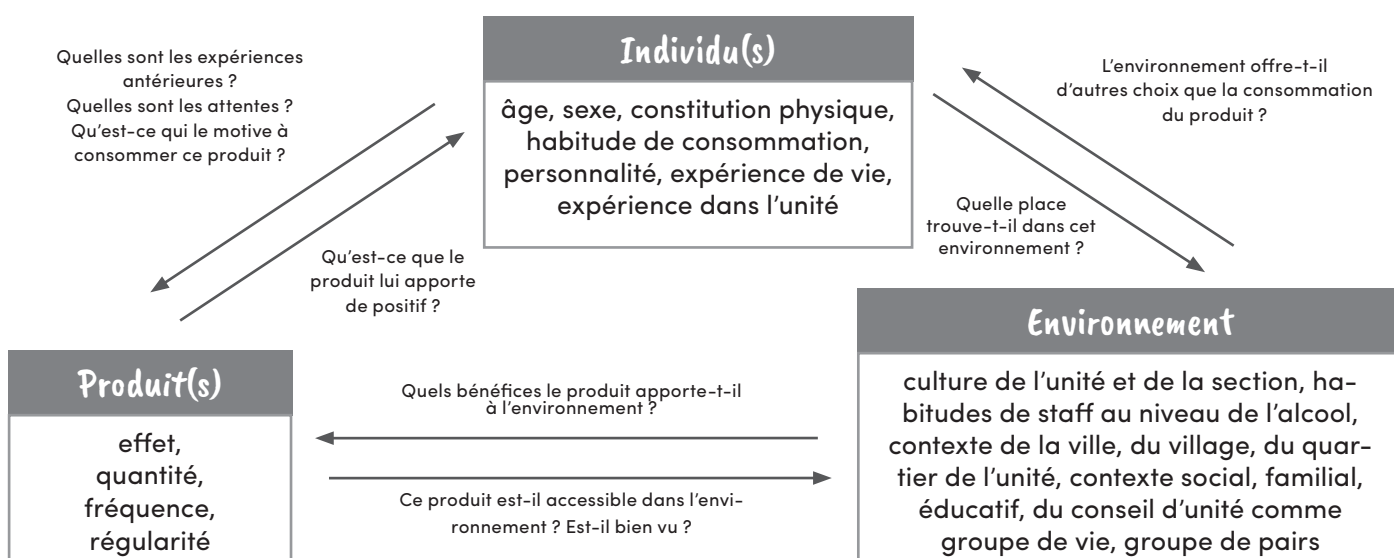 Individu(s)
âge, sexe, constitution physique,
habitude de consommation,
personnalité, expérience de vie,
expérience dans l'unité
Quelles sont les expériences
antérieures ?
Quelles sont les attentes ?
Qu'est-ce qui le motive à
consommer ce produit ?
L'environnement offre-t-il
d'autres choix que la consommation
du produit ?
Qu'est-ce que le
produit lui apporte
de positif ?
Quelle place
trouve-t-il dans cet
environnement ?
Produit(s)
effet,
quantité,
fréquence,
régularité
Quels bénéfices le produit apporte-t-il
à l'environnement ?
Ce produit est-il accessible dans l'envi-
ronnement ? Est-il bien vu ?
Environnement
culture de l'unité et de la section, ha-
bitudes de staff au niveau de l'alcool,
contexte de la ville, du village, du quar-
tier de l'unité, contexte social, familial,
éducatif, du conseil d'unité comme
groupe de vie, groupe de pairs